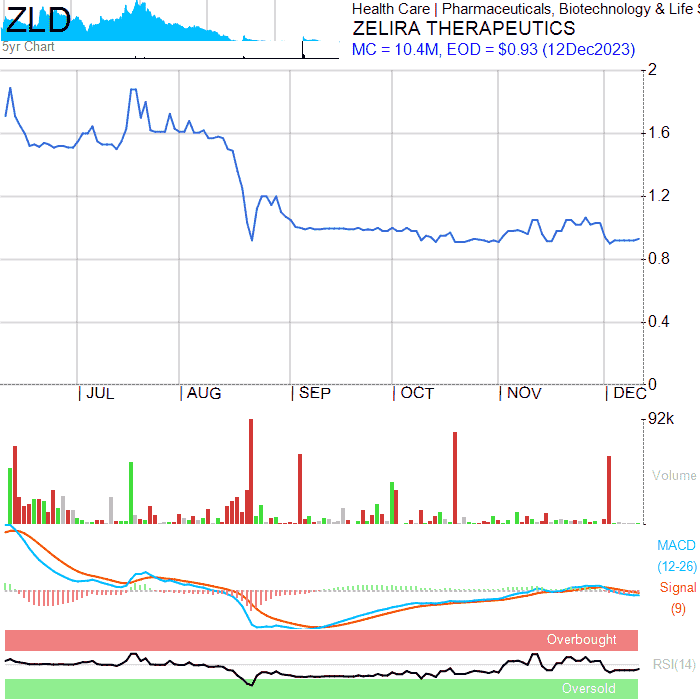 ZLD
5yr Chart
Health Care | Pharmaceuticals, Biotechnology & Life S
ZELIRA THERAPEUTICS
MC = 10.4M, EOD = $0.93 (12Dec2023)
2
1.6
1.2
0.8
0.4
0
| JUL | AUG | SEP | OCT | NOV | DEC
92k
Volume
MACD
(12-26)
Signal
(9)
Overbought
RSI(14)
Oversold